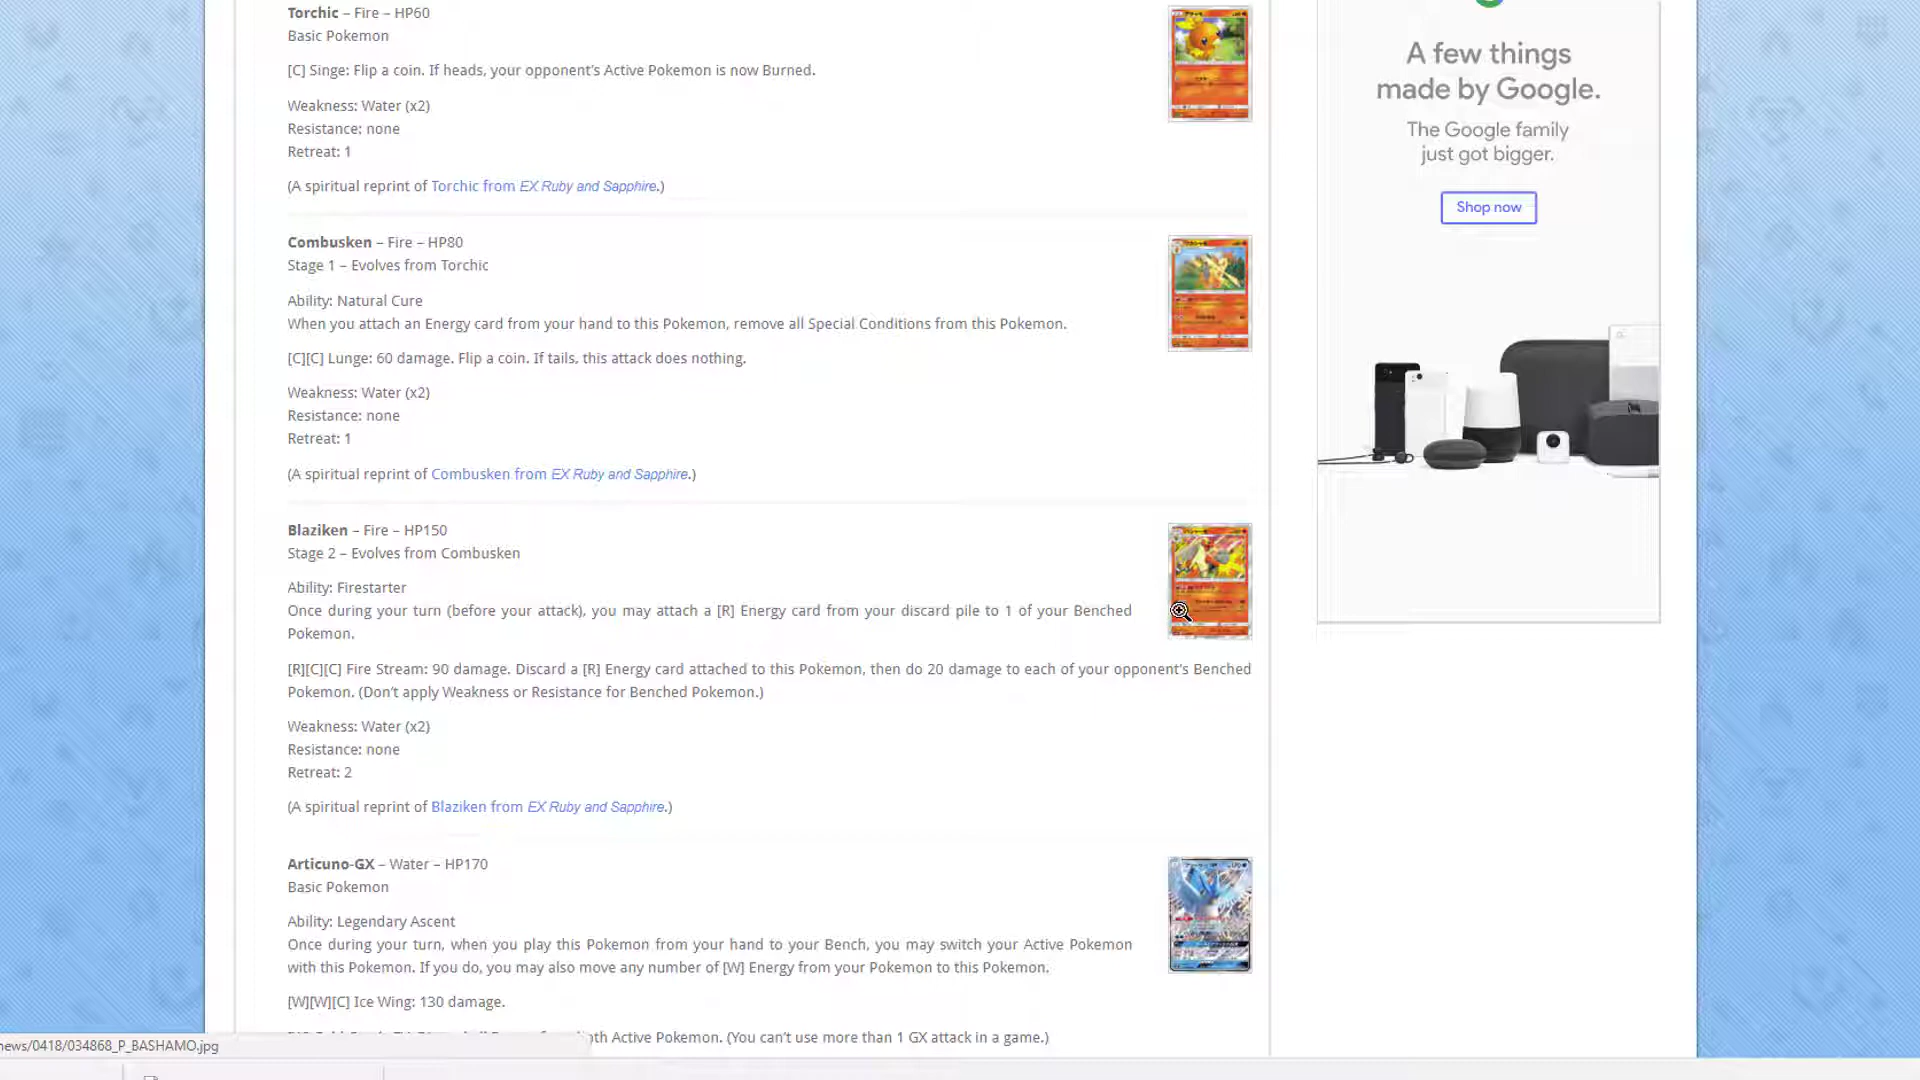 Torchic – Fire – HP60
Basic Pokemon
[C] Singe: Flip a coin. If heads, your opponent’s Active Pokemon is now Burned.
Weakness: Water (x2)
Resistance: none
Retreat: 1
(A spiritual reprint of Torchic from EX Ruby and Sapphire.)
Combusken – Fire – HP80
Stage 1 – Evolves from Torchic
Ability: Natural Cure
When you attach an Energy card from your hand to this Pokemon, remove all Special Conditions from this Pokemon.
[C][C] Lunge: 60 damage. Flip a coin. If tails, this attack does nothing.
Weakness: Water (x2)
Resistance: none
Retreat: 1
(A spiritual reprint of Combusken from EX Ruby and Sapphire.)
Blaziken – Fire – HP150
Stage 2 – Evolves from Combusken
Ability: Firestarter
Once during your turn (before your attack), you may attach a [R] Energy card from your discard pile to 1 of your Benched
Pokemon.
[R][C][C] Fire Stream: 90 damage. Discard a [R] Energy card attached to this Pokemon, then do 20 damage to each of your opponent’s Benched
Pokemon. (Don’t apply Weakness or Resistance for Benched Pokemon.)
Weakness: Water (x2)
Resistance: none
Retreat: 2
(A spiritual reprint of Blaziken from EX Ruby and Sapphire.)
Articuno-GX – Water – HP170
Basic Pokemon
Ability: Legendary Ascent
Once during your turn, when you play this Pokemon from your hand to your Bench, you may switch your Active Pokemon
with this Pokemon. If you do, you may also move any number of [W] Energy from your Pokemon to this Pokemon.
[W][W][C] Ice Wing: 130 damage.
Active Pokemon. (You can’t use more than 1 GX attack in a game.)
news/0418/034868_P_BASHAMO.jpg
A few things
made by Google.
The Google family
just got bigger.
Shop now